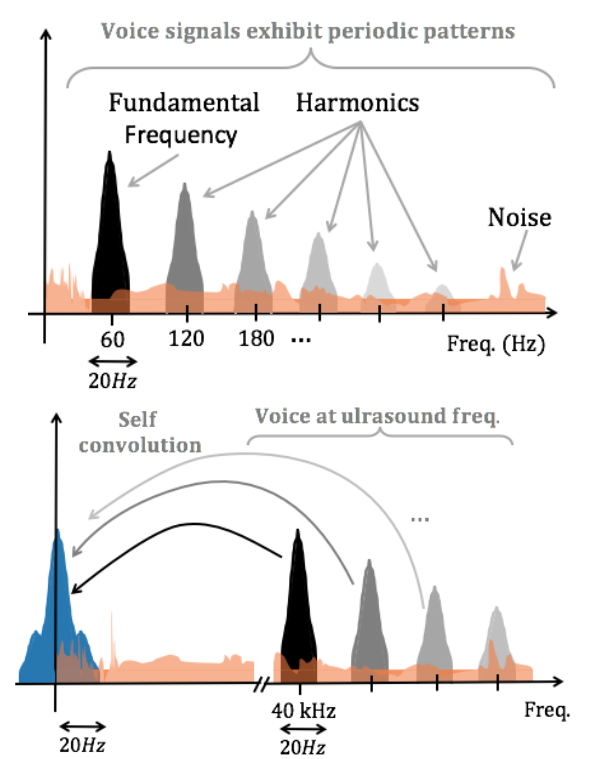 Voice signals exhibit periodic patterns
Fundamental
Frequency
Harmonics
Noise
60
120
180
...
Freq. (Hz)
20Hz
Self
convolution
Voice at ulrasound freq.
...
40 kHz
Freq.
20Hz
20Hz